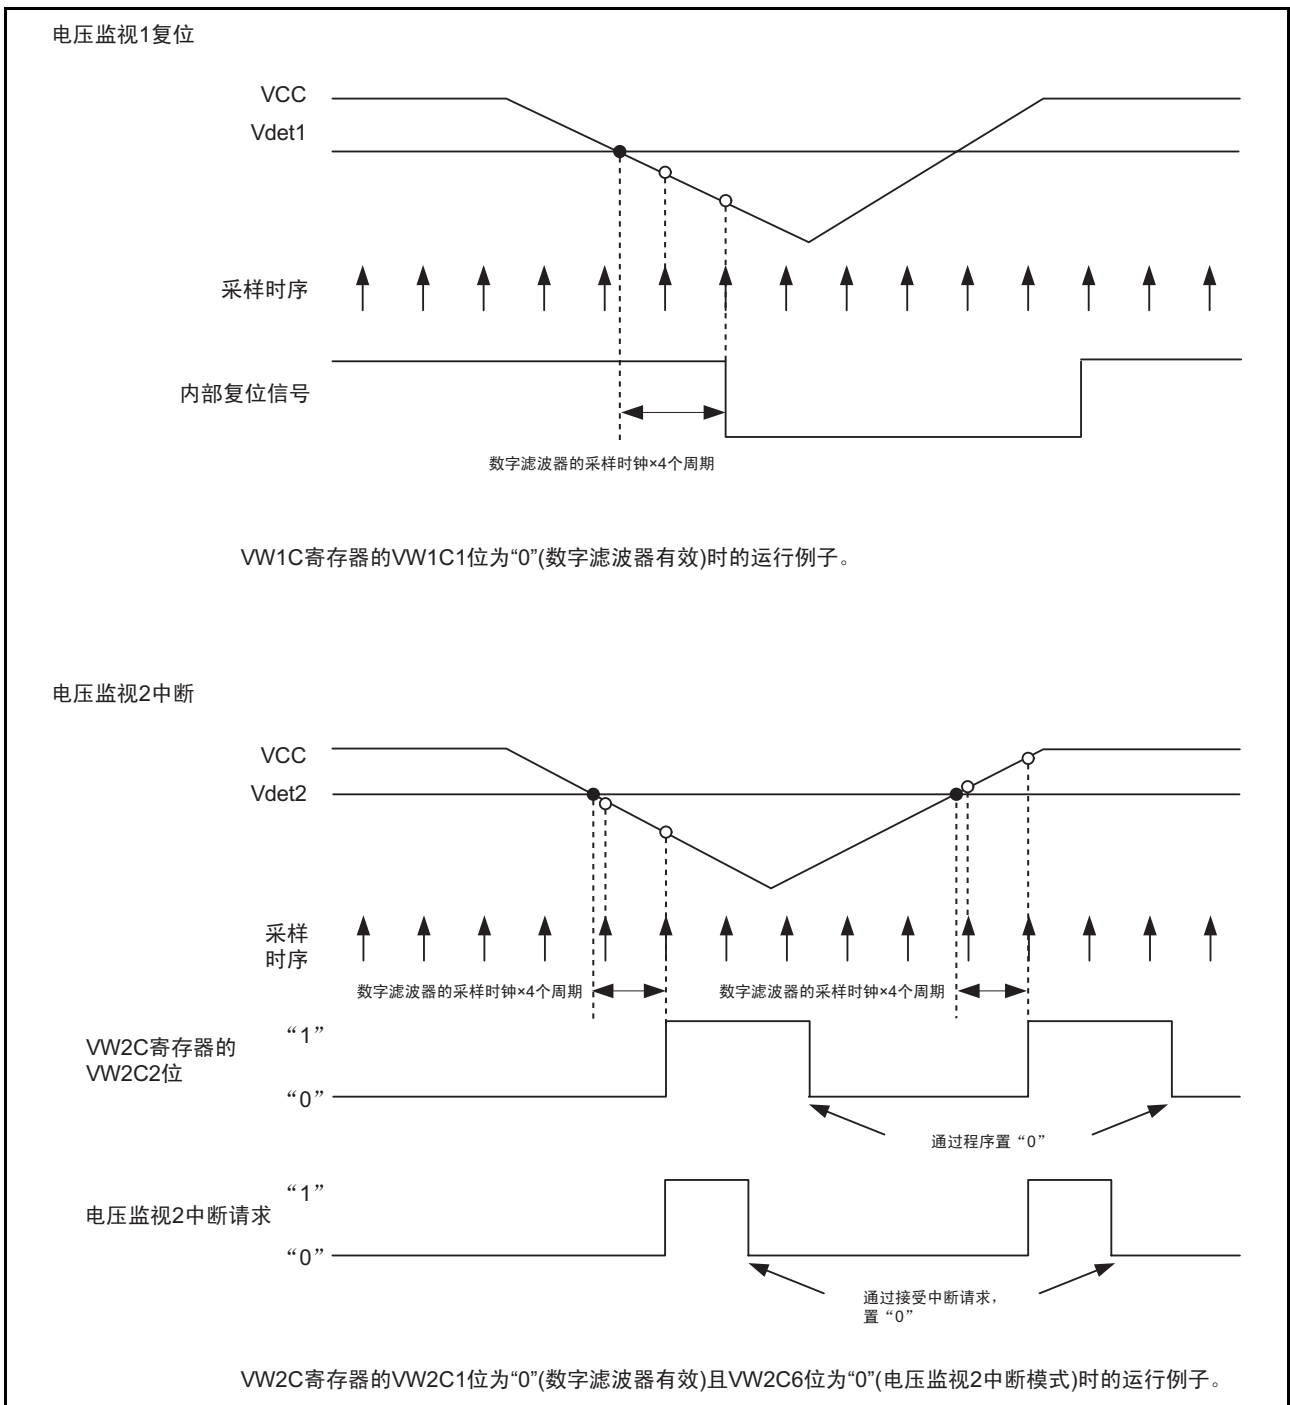 电压监视1复位
VCC
Vdet1
采样时序
内部复位信号
数字滤波器的采样时钟×4个周期
VW1C寄存器的VW1C1位为“0”(数字滤波器有效)时的运行例子。
电压监视2中断
VCC
Vdet2
采样
时序
数字滤波器的采样时钟×4个周期
数字滤波器的采样时钟×4个周期
“1”
VW2C寄存器的
VW2C2位
“0”
通过程序置“0”
“1”
电压监视2中断请求
“0”
通过接受中断请求，
置“0”
VW2C寄存器的VW2C1位为“0”(数字滤波器有效)且VW2C6位为“0”(电压监视2中断模式)时的运行例子。